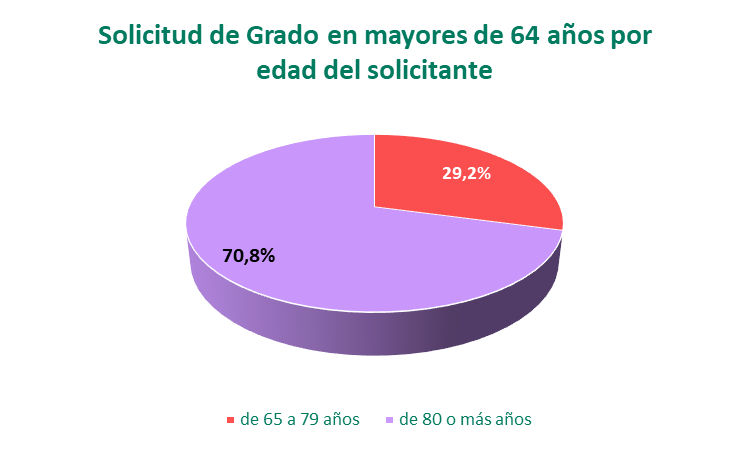 Solicitud de Grado en mayores de 64 años por
edad del solicitante
29,2%
70,8%
de 65 a 79 años
de 80 o más años